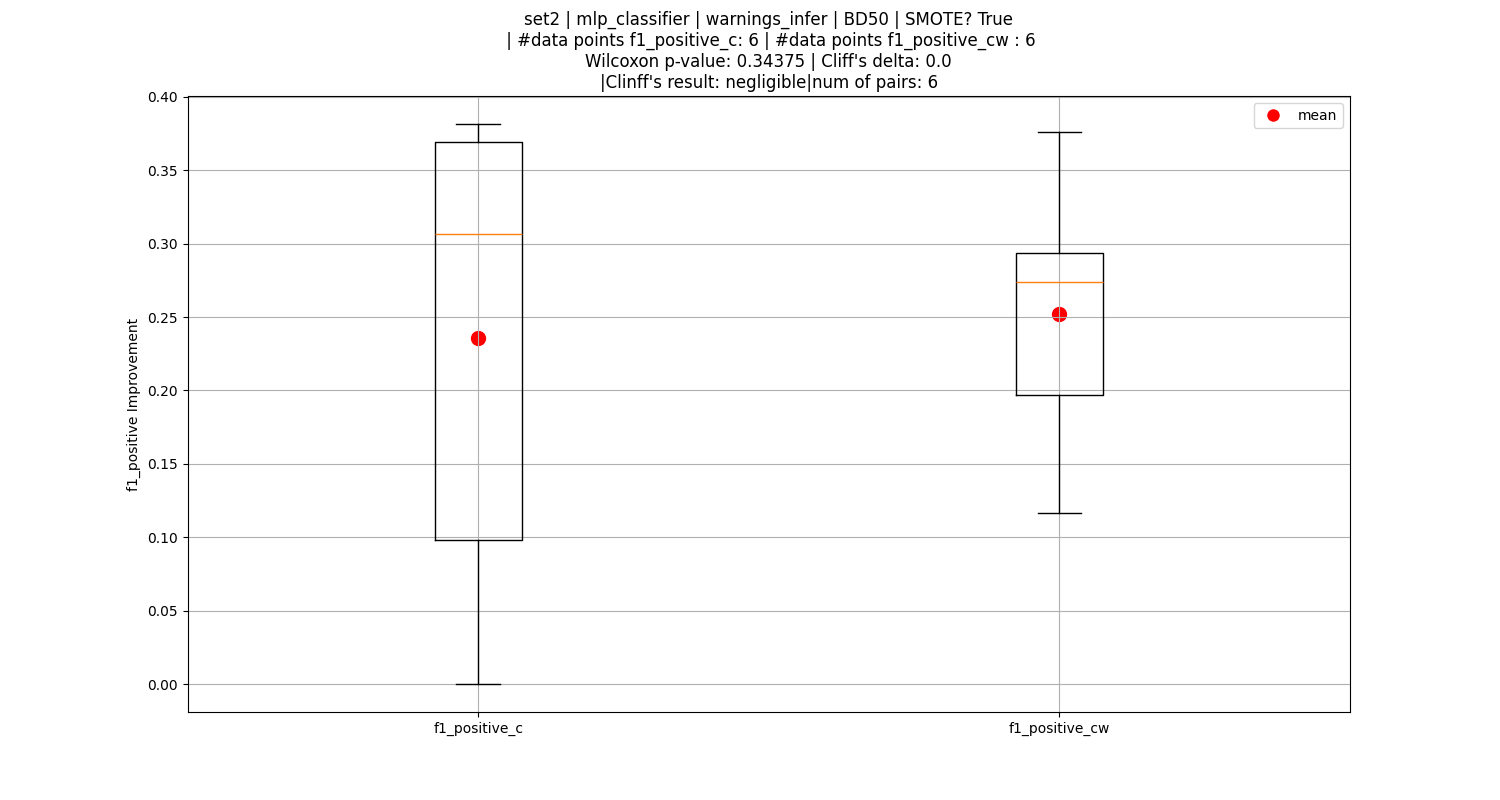 set2 | mlp_classifier | warnings_infer | BD50 | SMOTE? True
| #data points f1_positive_c: 6 | #data points f1_positive_cw : 6
Wilcoxon p-value: 0.34375 | Cliff's delta: 0.0
|Clinff's result: negligible|num of pairs: 6
mean
0.40
0.35
0.30
0.25
0.20
0.15
0.10
0.05
0.00
f1_positive Improvement
f1_positive_c
f1_positive_cw